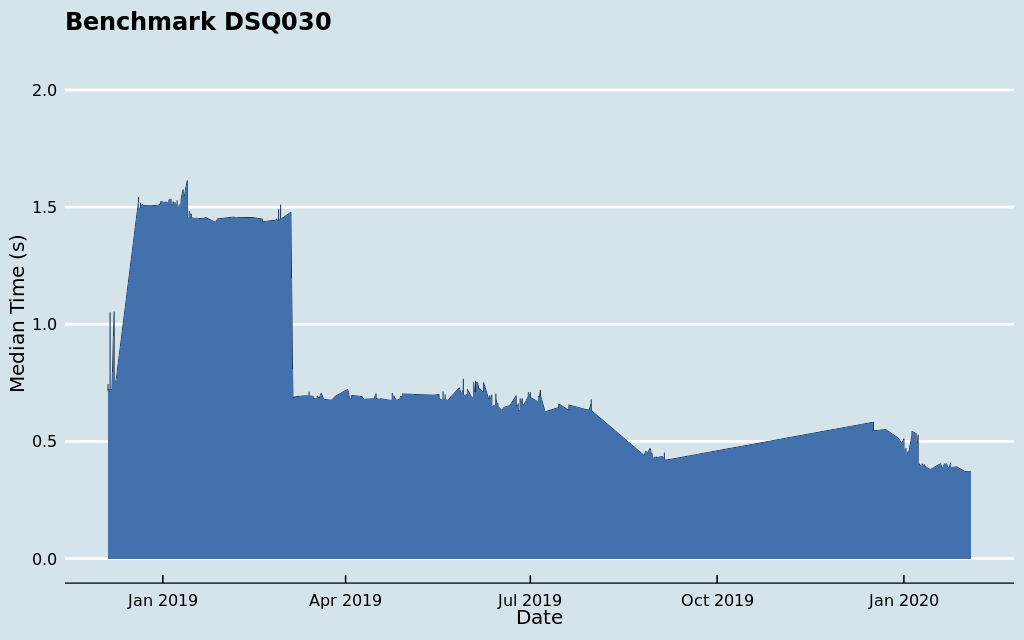 Benchmark DSQ030
2.0
1.5
1.0
0.5
0.0
Median Time (s)
Jan 2019
Apr 2019
Jul 2019
Oct 2019
Jan 2020
Date